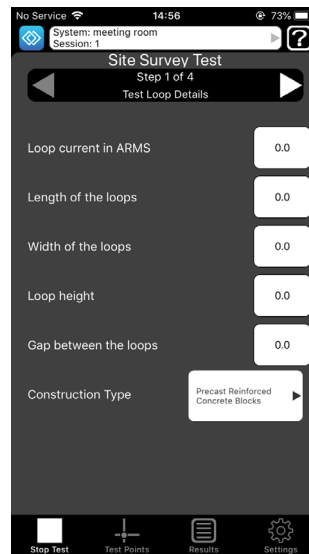 No Service 14:56 73%
System: meeting room
Session: 1
?
Site Survey Test
Step 1 of 4
Test Loop Details
Loop current in ARMS 0.0
Length of the loops 0.0
Width of the loops 0.0
Loop height 0.0
Gap between the loops 0.0
Construction Type Precast Reinforced
Concrete Blocks
Stop Test Test Points Results Settings